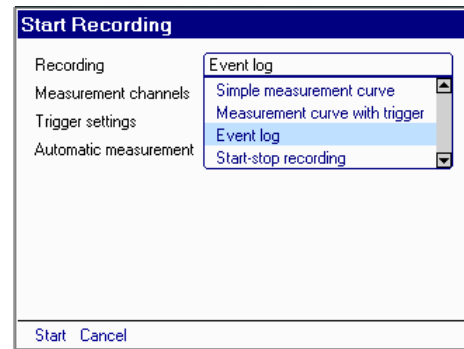 Start Recording
Recording
Event log
Measurement channels
Simple measurement curve
Measurement curve with trigger
Trigger settings
Event log
Automatic measurement
Start-stop recording
Start Cancel